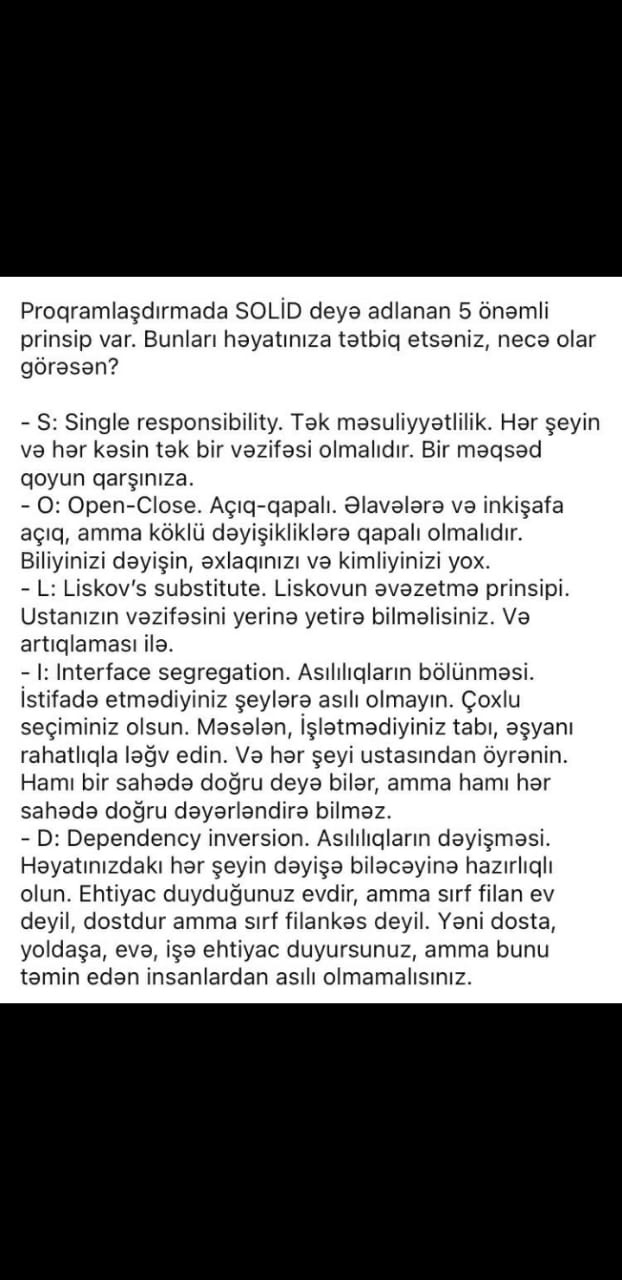 Proqramlaşdırmada SOLİD deyə adlanan 5 önəmli
prinsip var. Bunları həyatınıza tətbiq etsəniz, necə olar
görəsən?
- S: Single responsibility. Tək məsuliyyətlilik. Hər şeyin
və hər kəsin tək bir vəzifəsi olmalıdır. Bir məqsəd
qoyun qarşınıza.
- O: Open-Close. Açıq-qapalı. Əlavələrə və inkişafa
açıq, amma köklü dəyişikliklərə qapalı olmalıdır.
Biliyinizi dəyişin, əxlaqınızı və kimliyinizi yox.
- L: Liskov’s substitute. Liskovun əvəzetmə prinsipi.
Ustanızın vəzifəsini yerinə yetirə bilməlisiniz. Və
artıqlaması ilə.
- I: Interface segregation. Asılılıqların bölünməsi.
İstifadə etmədiyiniz şeylərə asılı olmayın. Çoxlu
seçiminiz olsun. Məsələn, İşlətmədiyiniz tabı, əşyanı
rahatlıqla ləğv edin. Və hər şeyi ustasından öyrənin.
Hamı bir sahədə doğru deyə bilər, amma hamı hər
sahədə doğru dəyərləndirə bilməz.
- D: Dependency inversion. Asılılıqların dəyişməsi.
Həyatınızdakı hər şeyin dəyişə biləcəyinə hazırlıqlı
olun. Ehtiyac duyduğunuz evdir, amma sırf filan ev
deyil, dostdur amma sırf filankəs deyil. Yəni dosta,
yoldaşa, evə, işə ehtiyac duyursunuz, amma bunu
təmin edən insanlardan asılı olmamalısınız.